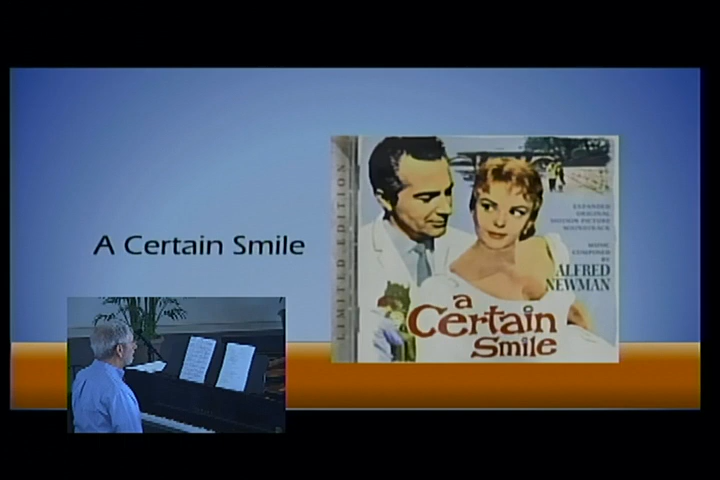 A Certain Smile
LIMITED EDITION
EXPANDED
ORIGINAL
MOTION PICTURE
SOUNDTRACK
MUSIC
COMPOSED
BY
ALFRED
NEWMAN
a
Certain
Smile